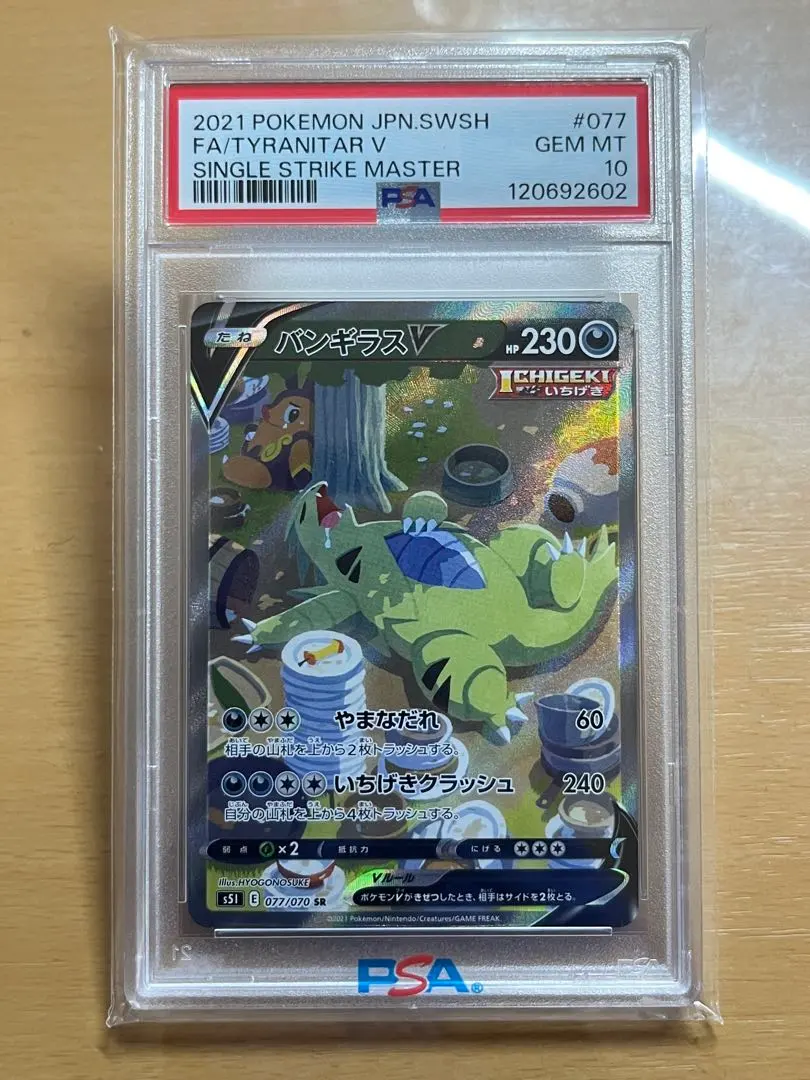 2021 POKEMON JPN.SWSH #077
FA/TYRANITAR V GEM MT
SINGLE STRIKE MASTER 10
PSA 120692602
たね バンギラスV HP 230
ICHIGEKI
いちげき
やまなだれ 60
相手の山札を上から2枚トラッシュする。
いちげきクラッシュ 240
自分の山札を上から4枚トラッシュする。
弱点 ×2 抵抗力 にげる
Illus.HYOGONOSUKE
Vルール
s5I E 077/070 SR
ポケモンVがきぜつしたとき、相手はサイドを2枚とる。
©2021 Pokémon/Nintendo/Creatures/GAME FREAK.
PSA®